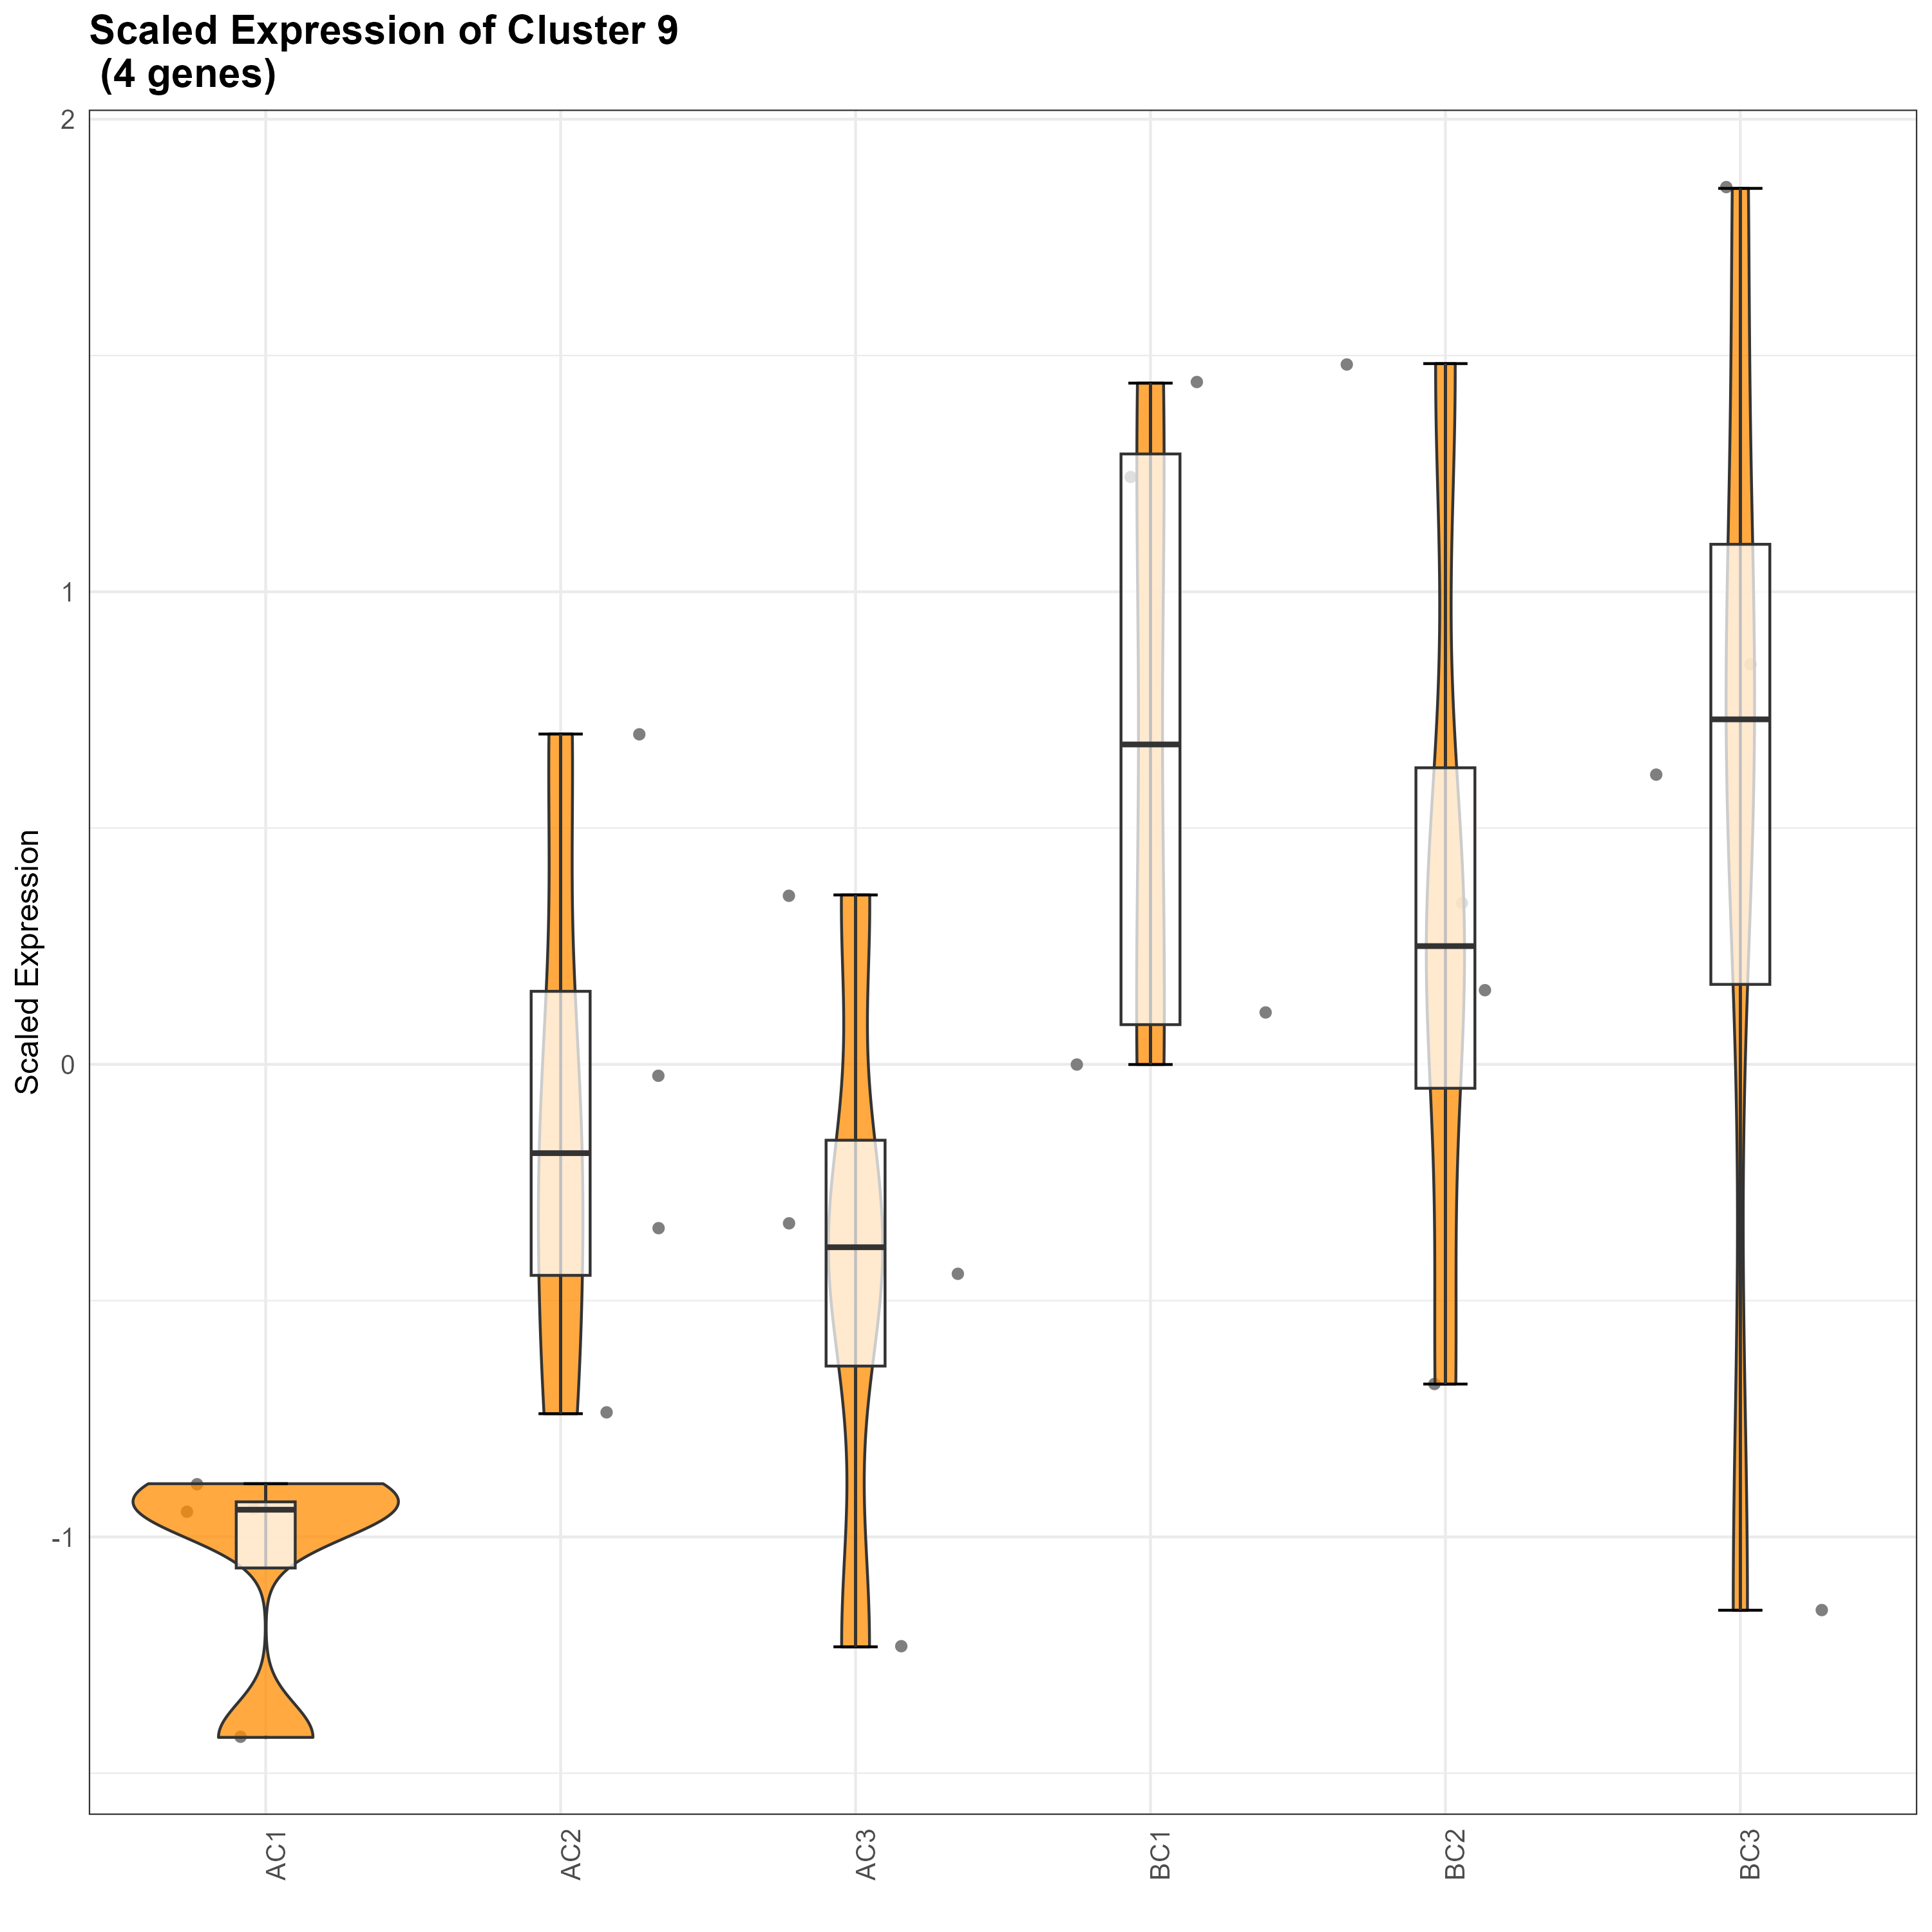 Scaled Expression of Cluster 9
(4 genes)
2
1
0
-1
Scaled Expression
AC1
AC2
AC3
BC1
BC2
BC3